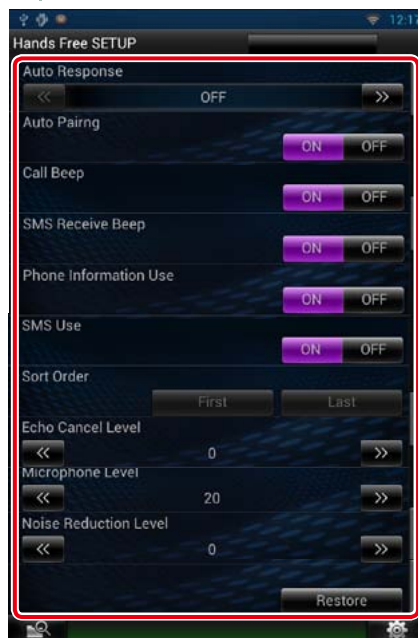 12:17
Hands Free SETUP
Auto Response
OFF
Auto Pairng
ON OFF
Call Beep
ON OFF
SMS Receive Beep
ON OFF
Phone Information Use
ON OFF
SMS Use
ON OFF
Sort Order
First Last
Echo Cancel Level
0
Microphone Level
20
Noise Reduction Level
0
Restore